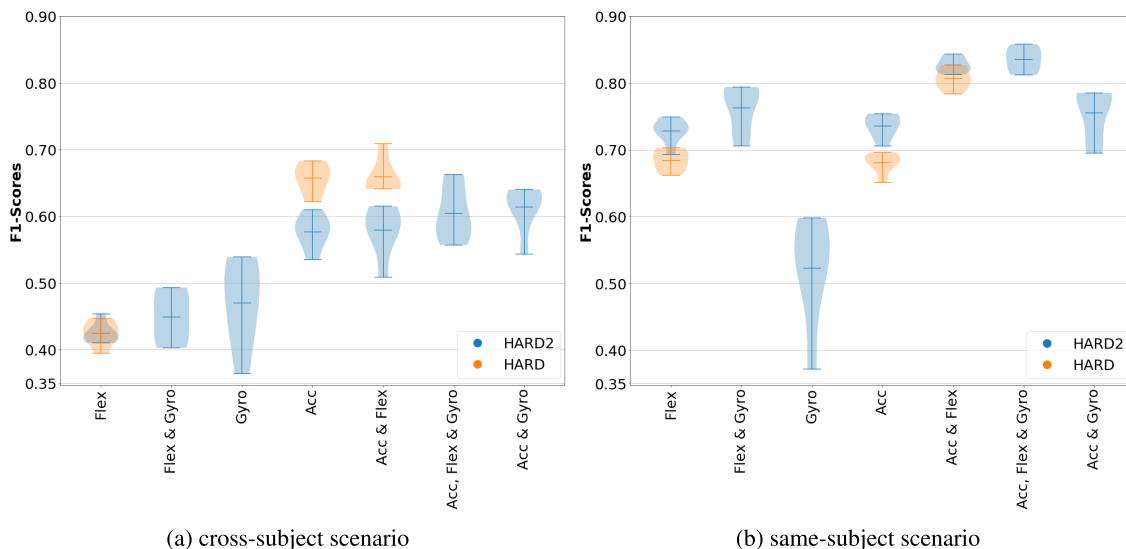 0.90
0.80
0.70
0.60
0.50
0.40
0.35
F1-Scores
Flex
Flex & Gyro
Gyro
Acc
Acc & Flex
Acc, Flex & Gyro
Acc & Gyro
HARD2
HARD
(a) cross-subject scenario
0.90
0.80
0.70
0.60
0.50
0.40
0.35
F1-Scores
Flex
Flex & Gyro
Gyro
Acc
Acc & Flex
Acc, Flex & Gyro
Acc & Gyro
HARD2
HARD
(b) same-subject scenario